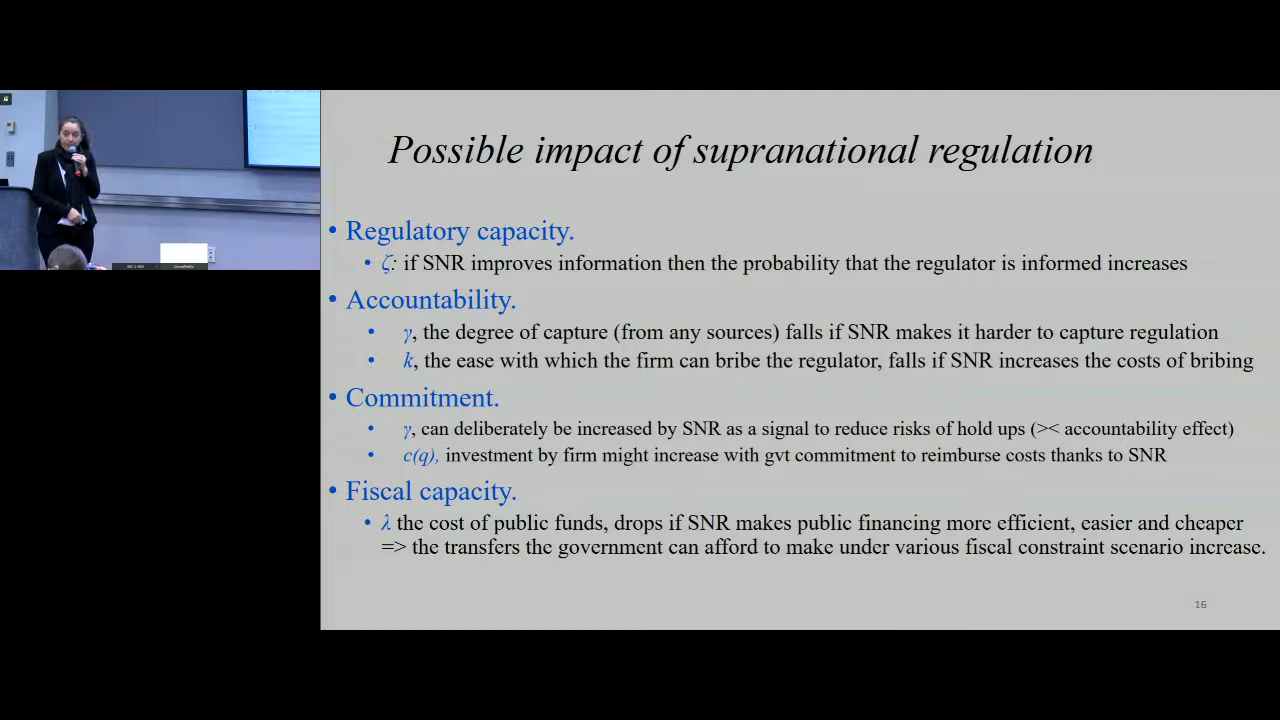 Possible impact of supranational regulation
• Regulatory capacity.
• ζ: if SNR improves information then the probability that the regulator is informed increases
• Accountability.
• γ, the degree of capture (from any sources) falls if SNR makes it harder to capture regulation
• k, the ease with which the firm can bribe the regulator, falls if SNR increases the costs of bribing
• Commitment.
• γ, can deliberately be increased by SNR as a signal to reduce risks of hold ups (>< accountability effect)
• c(q), investment by firm might increase with gvt commitment to reimburse costs thanks to SNR
• Fiscal capacity.
• λ the cost of public funds, drops if SNR makes public financing more efficient, easier and cheaper
=> the transfers the government can afford to make under various fiscal constraint scenario increase.
16